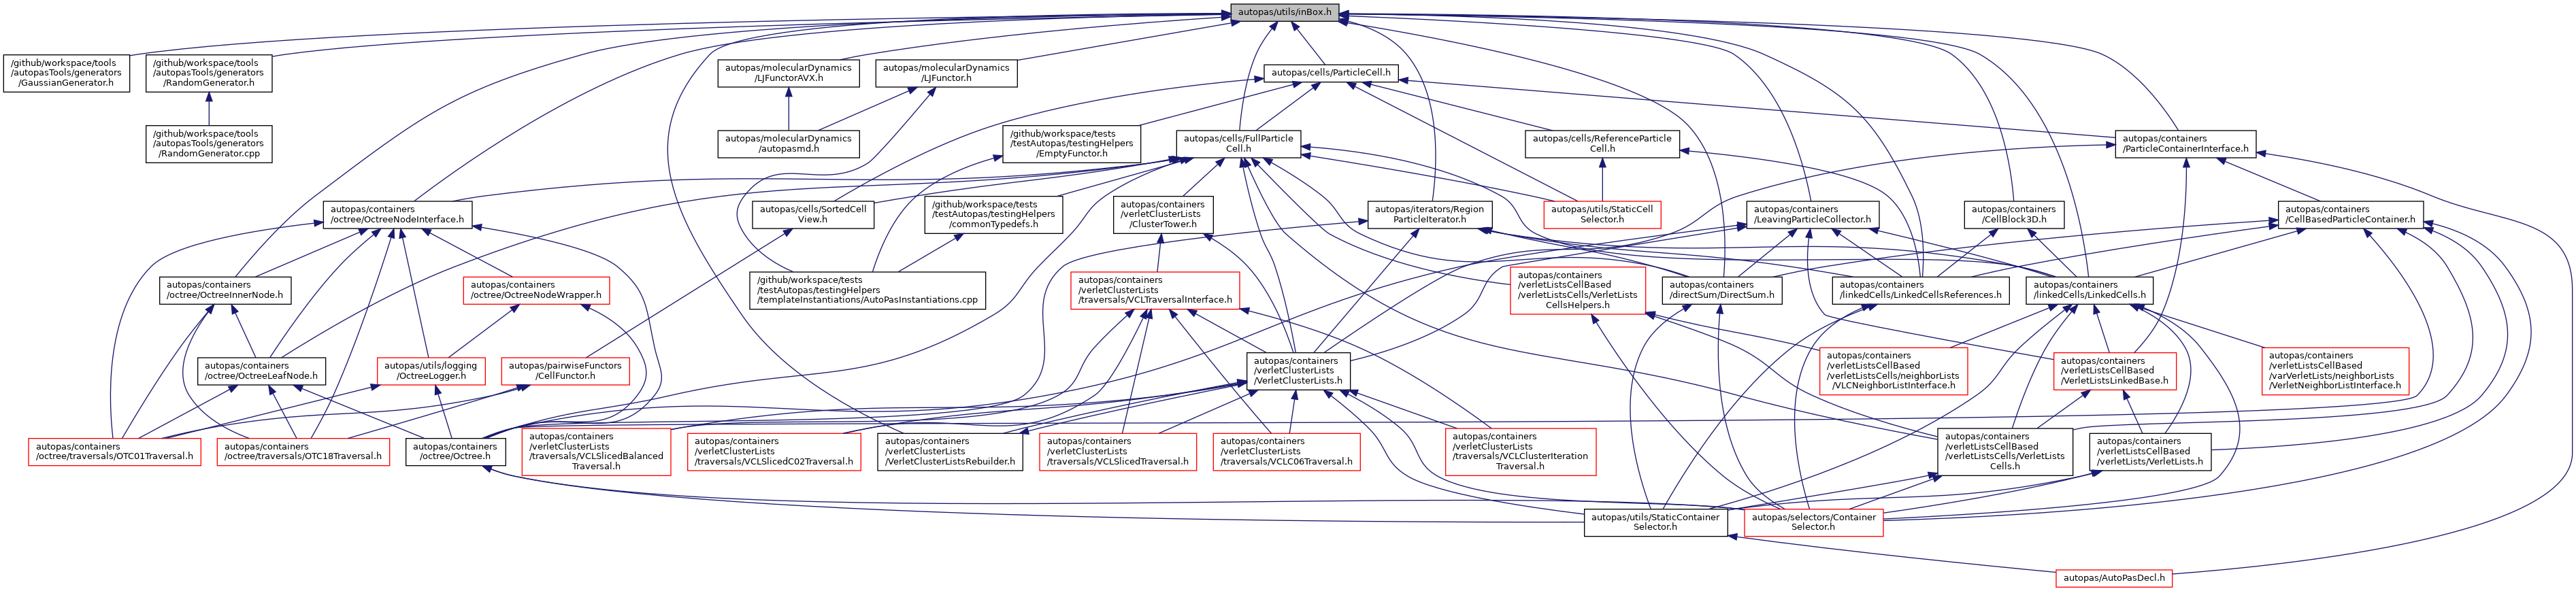 autopas/utils/inBox.h
/github/workspace/tools
/autopasTools/generators
/GaussianGenerator.h
/github/workspace/tools
/autopasTools/generators
/RandomGenerator.h
autopas/molecularDynamics
/LJFunctorAVX.h
autopas/molecularDynamics
/LJFunctor.h
autopas/cells/ParticleCell.h
/github/workspace/tools
/autopasTools/generators
/RandomGenerator.cpp
autopas/molecularDynamics
/autopasmd.h
/github/workspace/tests
/testAutopas/testingHelpers
/EmptyFunctor.h
autopas/cells/FullParticle
Cell.h
autopas/cells/ReferenceParticle
Cell.h
autopas/containers
/ParticleContainerInterface.h
autopas/containers
/octree/OctreeNodeInterface.h
autopas/cells/SortedCell
View.h
/github/workspace/tests
/testAutopas/testingHelpers
/commonTypedefs.h
autopas/containers
/verletClusterLists
/ClusterTower.h
autopas/iterators/Region
ParticleIterator.h
autopas/utils/StaticCell
Selector.h
autopas/containers
/LeavingParticleCollector.h
autopas/containers
/CellBlock3D.h
autopas/containers
/CellBasedParticleContainer.h
autopas/containers
/octree/OctreeInnerNode.h
autopas/containers
/octree/OctreeNodeWrapper.h
/github/workspace/tests
/testAutopas/testingHelpers
/templateInstantiations/AutoPasInstantiations.cpp
autopas/containers
/verletClusterLists
/traversals/VCLTraversalInterface.h
autopas/containers
/verletListsCellBased
/verletListsCells/VerletLists
CellsHelpers.h
autopas/containers
/directSum/DirectSum.h
autopas/containers
/linkedCells/LinkedCellsReferences.h
autopas/containers
/linkedCells/LinkedCells.h
autopas/containers
/octree/OctreeLeafNode.h
autopas/utils/logging
/OctreeLogger.h
autopas/pairwiseFunctors
/CellFunctor.h
autopas/containers
/verletClusterLists
/VerletClusterLists.h
autopas/containers
/verletListsCellBased
/verletListsCells/neighborLists
/VLCNeighborListInterface.h
autopas/containers
/verletListsCellBased
/VerletListsLinkedBase.h
autopas/containers
/verletListsCellBased
/varVerletLists/neighborLists
/VerletNeighborListInterface.h
autopas/containers
/octree/traversals/OTC01Traversal.h
autopas/containers
/octree/traversals/OTC18Traversal.h
autopas/containers
/octree/Octree.h
autopas/containers
/verletClusterLists
/traversals/VCLSlicedBalanced
Traversal.h
autopas/containers
/verletClusterLists
/traversals/VCLSlicedC02Traversal.h
autopas/containers
/verletClusterLists
/VerletClusterListsRebuilder.h
autopas/containers
/verletClusterLists
/traversals/VCLSlicedTraversal.h
autopas/containers
/verletClusterLists
/traversals/VCLC06Traversal.h
autopas/containers
/verletClusterLists
/traversals/VCLClusterIteration
Traversal.h
autopas/containers
/verletListsCellBased
/verletListsCells/VerletLists
Cells.h
autopas/containers
/verletListsCellBased
/verletLists/VerletLists.h
autopas/utils/StaticContainer
Selector.h
autopas/selectors/Container
Selector.h
autopas/AutoPasDecl.h